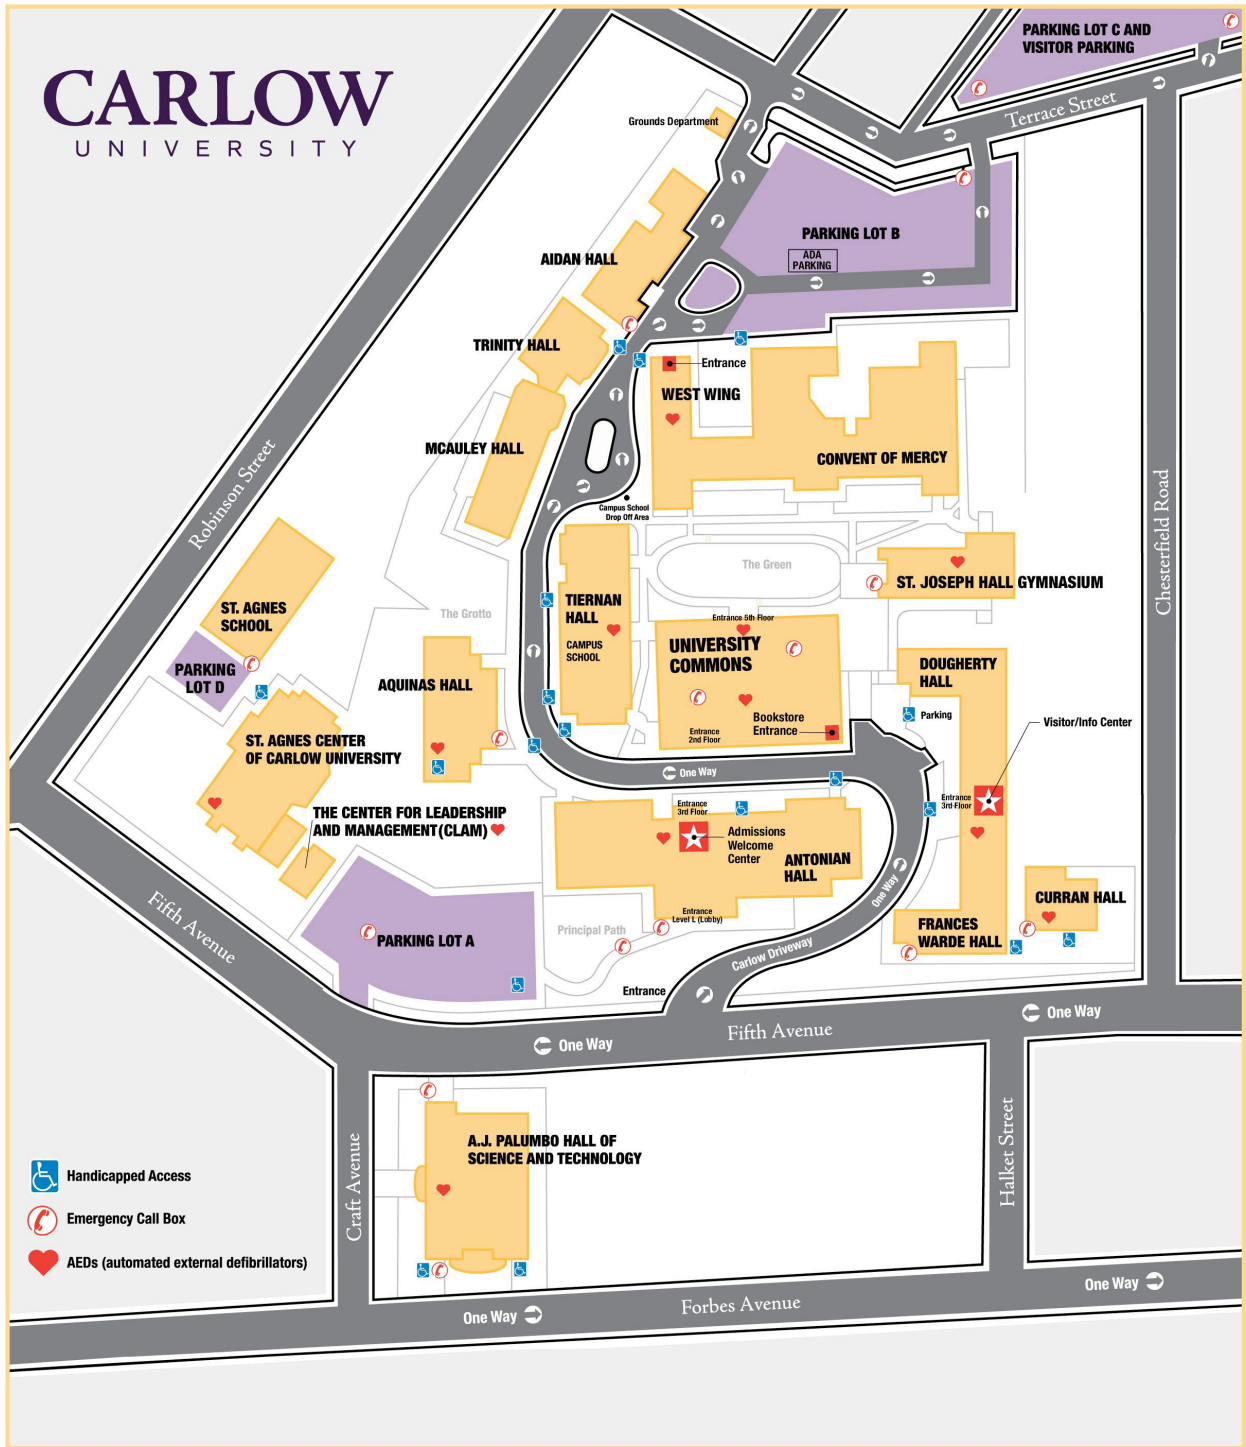 CARLOW
UNIVERSITY
PARKING LOT C AND
VISITOR PARKING
Terrace Street
Grounds Department
PARKING LOT B
ADA
PARKING
AIDAN HALL
TRINITY HALL
Entrance
WEST WING
MCAULEY HALL
CONVENT OF MERCY
Robinson Street
Chesterfield Road
Campus School
Drop Off Area
The Green
ST. JOSEPH HALL GYMNASIUM
ST. AGNES
SCHOOL
The Grotto
TIERNAN
HALL
CAMPUS
SCHOOL
Entrance 5th Floor
UNIVERSITY
COMMONS
DOUGHERTY
HALL
PARKING
LOT D
AQUINAS HALL
Bookstore
Entrance
Entrance
2nd Floor
Parking
Visitor/Info Center
ST. AGNES CENTER
OF CARLOW UNIVERSITY
One Way
THE CENTER FOR LEADERSHIP
AND MANAGEMENT (CLAM)
Entrance
3rd Floor
Entrance
3rd Floor
Admissions
Welcome
Center
ANTONIAN
HALL
One Way
CURRAN HALL
Fifth Avenue
PARKING LOT A
Principal Path
Entrance
Level L (Lobby)
FRANCES
WARDE HALL
Carlow Driveway
Entrance
One Way
Fifth Avenue
One Way
A.J. PALUMBO HALL OF
SCIENCE AND TECHNOLOGY
Craft Avenue
Halket Street
Handicapped Access
Emergency Call Box
AEDs (automated external defibrillators)
One Way
Forbes Avenue
One Way